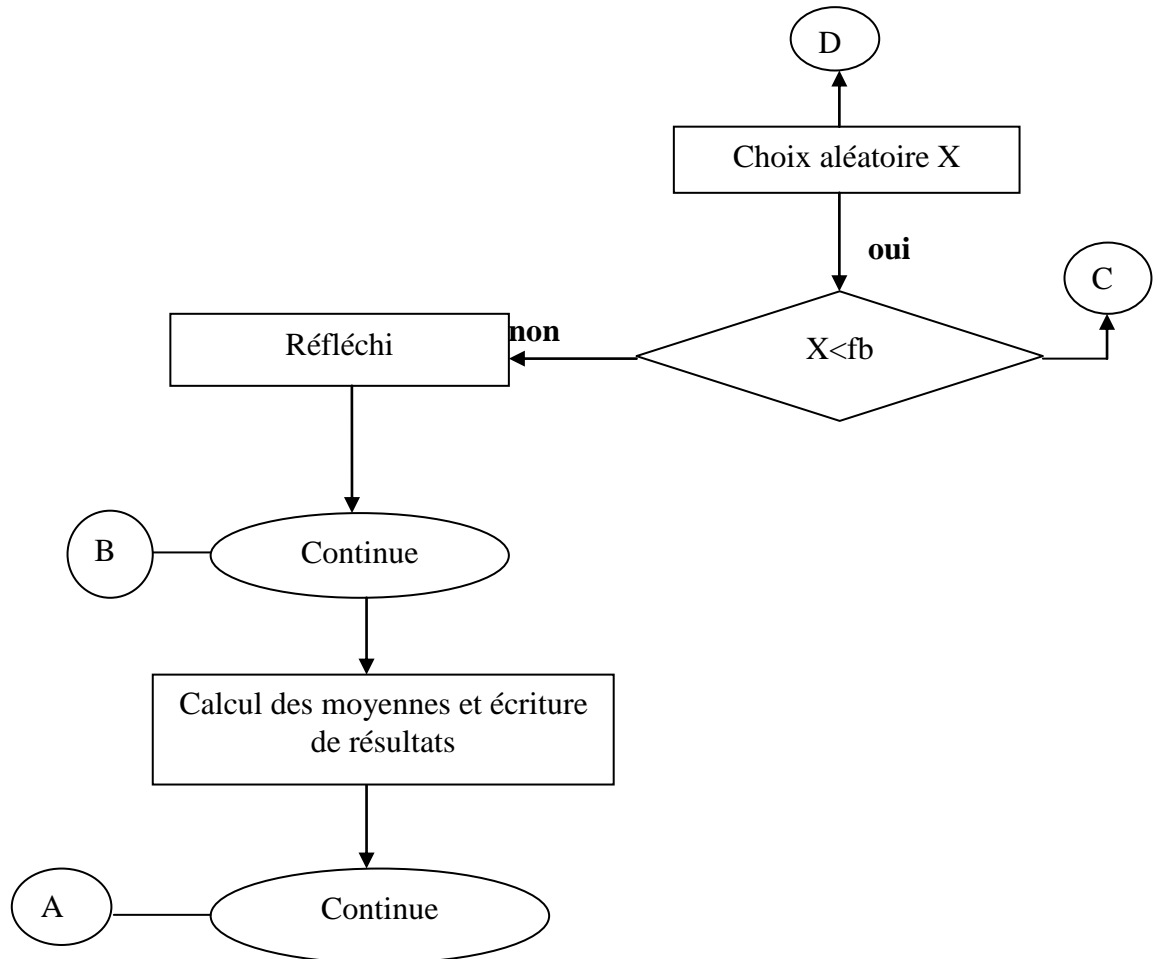 D
Choix aléatoire X
oui
C
X<fb
non
Réfléchi
B
Continue
Calcul des moyennes et écriture
de résultats
A
Continue